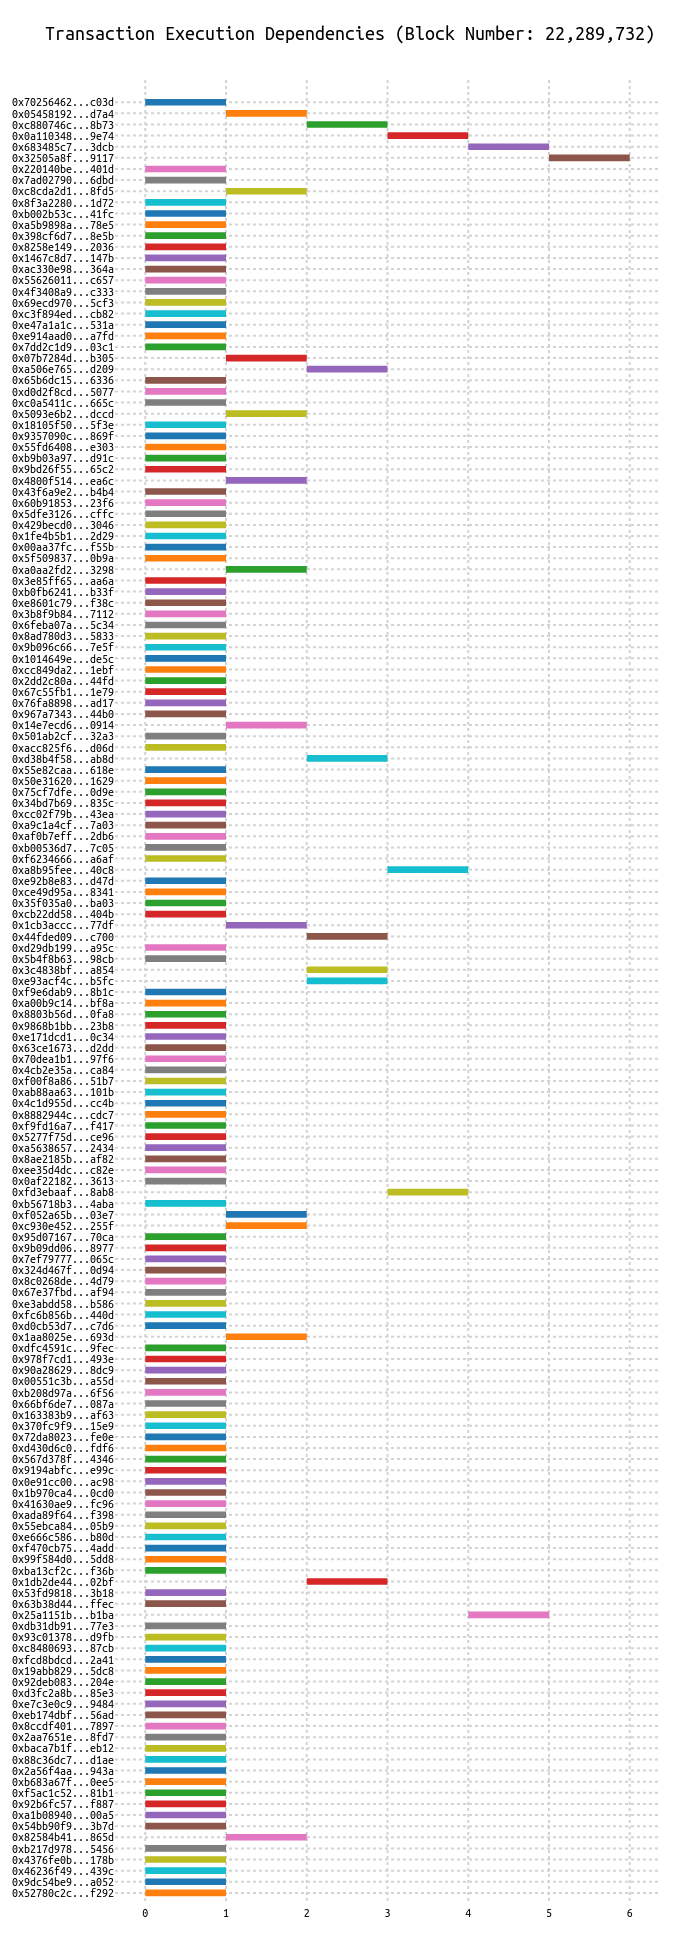 Transaction Execution Dependencies (Block Number: 22,289,732)
0x70256462...c03d
0x05458192...d7a4
0xc880746c...8b73
0x0a110348...9e74
0x683485c7...3dcb
0x32505a8f...9117
0x220140be...401d
0x7ad02790...6dbd
0xc8cda2d1...8fd5
0x8f3a2280...1d72
0xb002b53c...41fc
0xa5b9898a...78e5
0x398cf6d7...8e5b
0x8258e149...2036
0x1467c8d7...147b
0xac330e98...364a
0x55626011...c657
0x4f3408a9...c333
0x69ecd970...5cf3
0xc3f894ed...cb82
0xe47a1a1c...531a
0xe914aad0...a7fd
0x7dd2c1d9...03c1
0x07b7284d...b305
0xa506e765...d209
0x65b6dc15...6336
0xd0d2f8cd...5077
0xc0a5411c...665c
0x5093e6b2...dccd
0x18105f50...5f3e
0x9357090c...869f
0x55fd6408...e303
0xb9b03a97...d91c
0x9bd26f55...65c2
0x4800f514...ea6c
0x43f6a9e2...b4b4
0x60b91853...23f6
0x5dfe3126...cffc
0x429becd0...3046
0x1fe4b5b1...2d29
0x00aa37fc...f55b
0x5f509837...0b9a
0xa0aa2fd2...3298
0x3e85ff65...aa6a
0xb0fb6241...b33f
0xe8601c79...f38c
0x3b8f9b84...7112
0x6feba07a...5c34
0x8ad780d3...5833
0x9b096c66...7e5f
0x1014649e...de5c
0xcc849da2...1ebf
0x2dd2c80a...44fd
0x67c55fb1...1e79
0x76fa8898...ad17
0x967a7343...44b0
0x14e7ecd6...0914
0x501ab2cf...32a3
0xacc825f6...d06d
0xd38b4f58...ab8d
0x55e82caa...618e
0x50e31620...1629
0x75cf7dfe...0d9e
0x34bd7b69...835c
0xcc02f79b...43ea
0xa9c1a4cf...7a03
0xaf0b7eff...2db6
0xb00536d7...7c05
0xf6234666...a6af
0xa8b95fee...40c8
0xe92b8e83...d47d
0xce49d95a...8341
0x35f035a0...ba03
0xcb22dd58...404b
0x1cb3accc...77df
0x44fded09...c700
0xd29db199...a95c
0x5b4f8b63...98cb
0x3c4838bf...a854
0xe93acf4c...b5fc
0xf9e6dab9...8b1c
0xa00b9c14...bf8a
0x8803b56d...0fa8
0x9868b1bb...23b8
0xe171dcd1...0c34
0x63ce1673...d2dd
0x70dea1b1...97f6
0x4cb2e35a...ca84
0xf00f8a86...51b7
0xab88aa63...101b
0x4c1d955d...cc4b
0x8882944c...cdc7
0xf9fd16a7...f417
0x5277f75d...ce96
0xa5638657...2434
0x8ae2185b...af82
0xee35d4dc...c82e
0x0af22182...3613
0xfd3ebaaf...8ab8
0xb56718b3...4aba
0xf052a65b...03e7
0xc930e452...255f
0x95d07167...70ca
0x9b09dd06...8977
0x7ef79777...065c
0x324d467f...0d94
0x8c0268de...4d79
0x67e37fbd...af94
0xe3abdd58...b586
0xfc6b856b...440d
0xd0cb53d7...c7d6
0x1aa8025e...693d
0xdfc4591c...9fec
0x978f7cd1...493e
0x90a28629...8dc9
0x00551c3b...a55d
0xb208d97a...6f56
0x66bf6de7...087a
0x163383b9...af63
0x370fc9f9...15e9
0x72da8023...fe0e
0xd430d6c0...fdf6
0x567d378f...4346
0x9194abfc...e99c
0x0e91cc00...ac98
0x1b970ca4...0cd0
0x41630ae9...fc96
0xada89f64...f398
0x55ebca84...05b9
0xe666c586...b80d
0xf470cb75...4add
0x99f584d0...5dd8
0xba13cf2c...f36b
0x1db2de44...02bf
0x53fd9818...3b18
0x63b38d44...ffec
0x25a1151b...b1ba
0xdb31db91...77e3
0x93c01378...d9fb
0xc8480693...87cb
0xfcd8bdcd...2a41
0x19abb829...5dc8
0x92deb083...204e
0xd3fc2a8b...85e3
0xe7c3e0c9...9484
0xeb174dbf...56ad
0x8ccdf401...7897
0x2aa7651e...8fd7
0xbaca7b1f...eb12
0x88c36dc7...d1ae
0x2a56f4aa...943a
0xb683a67f...0ee5
0xf5ac1c52...81b1
0x92b6fc57...f887
0xa1b08940...00a5
0x54bb90f9...3b7d
0x82584b41...865d
0xb217d978...5456
0x4376fe0b...178b
0x46236f49...439c
0x9dc54be9...a052
0x52780c2c...f292
0 1 2 3 4 5 6